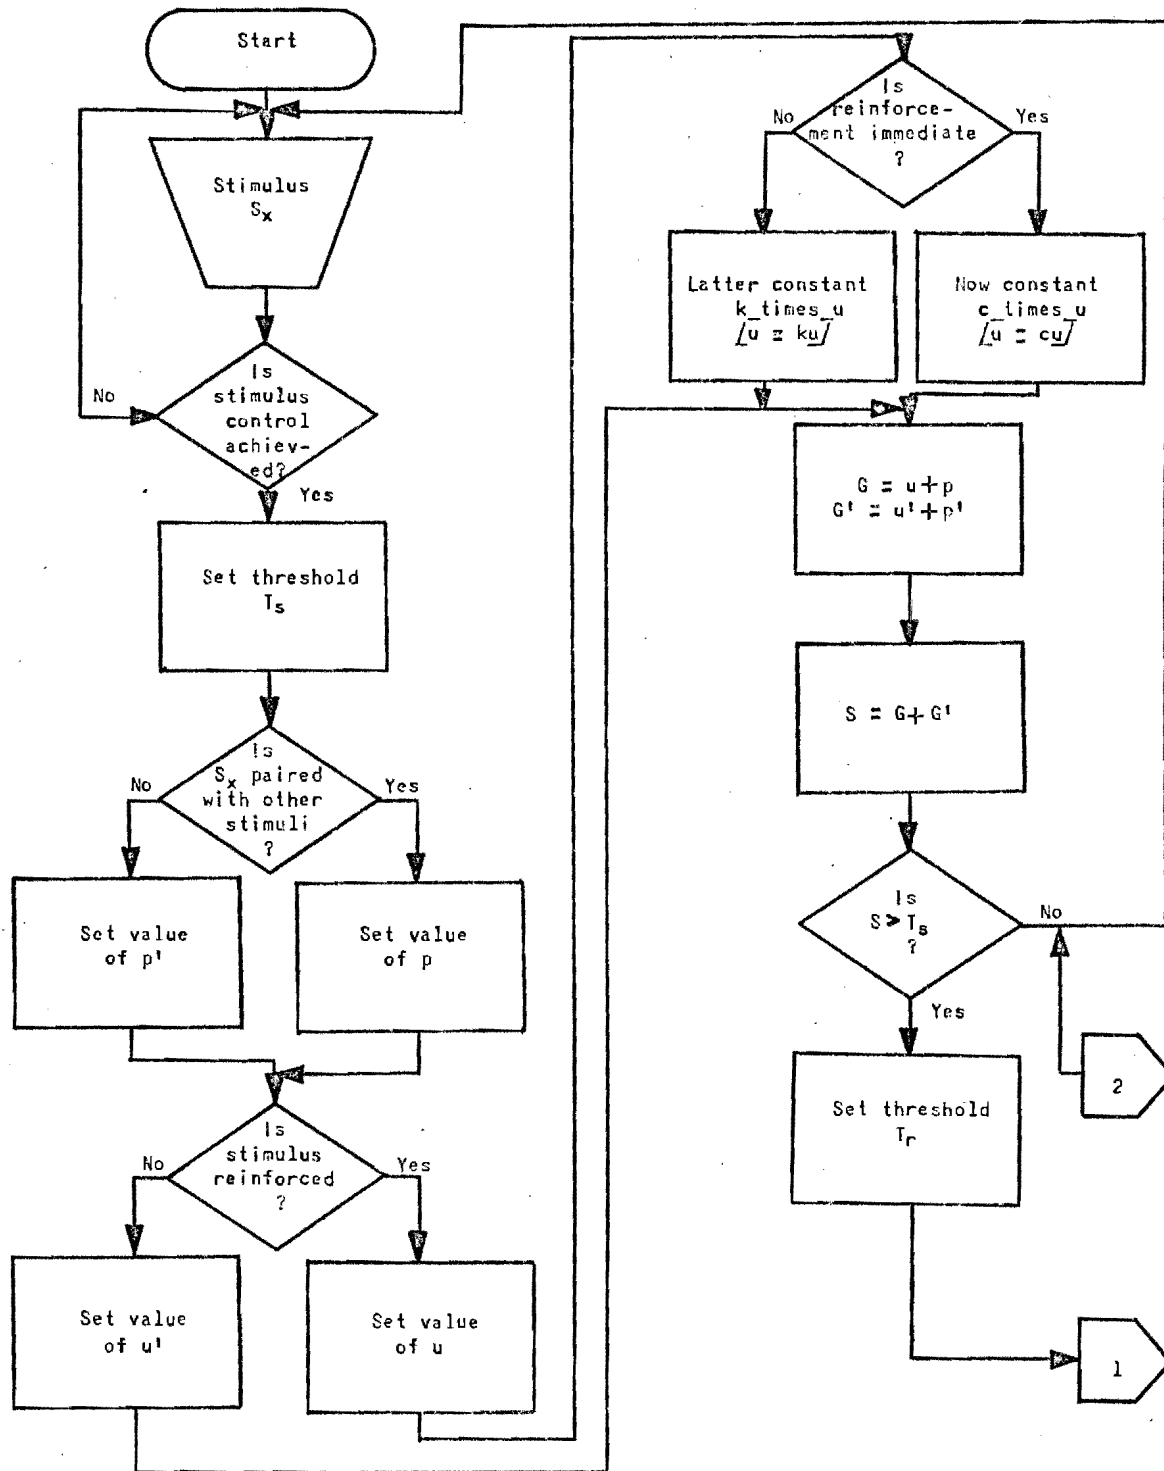 Start
Stimulus
Sx
Is
stimulus
control
achiev-
ed?
No
Yes
Set threshold
Ts
Is
Sx paired
with other
stimuli
?
No
Yes
Set value
of p'
Set value
of p
Is
stimulus
reinforced
?
No
Yes
Set value
of u'
Set value
of u
Is
reinforce-
ment immediate
?
No
Yes
Latter constant
k times u
[u = ku]
Now constant
c times u
[u = cu]
G = u+p
G' = u'+p'
S = G+G'
Is
S > Ts
?
No
Yes
2
Set threshold
Tr
1